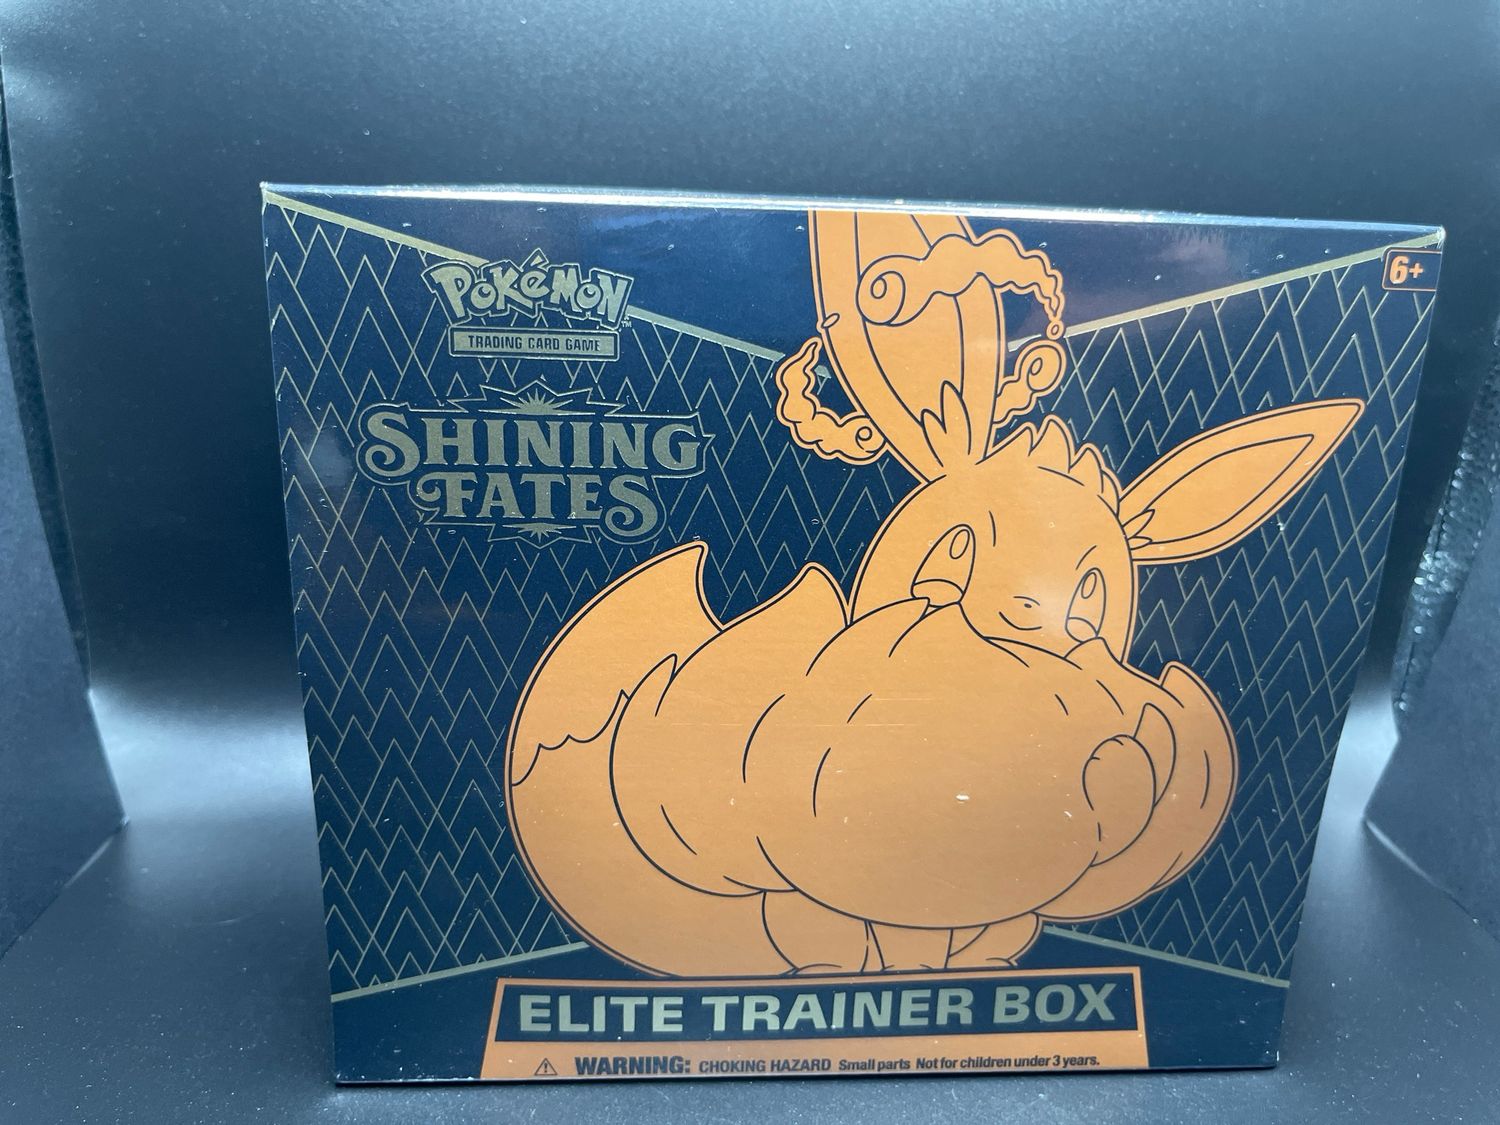 POKéMON
™
TRADING CARD GAME
SHINING
FATES
6+
ELITE TRAINER BOX
WARNING: CHOKING HAZARD Small parts Not for children under 3 years.